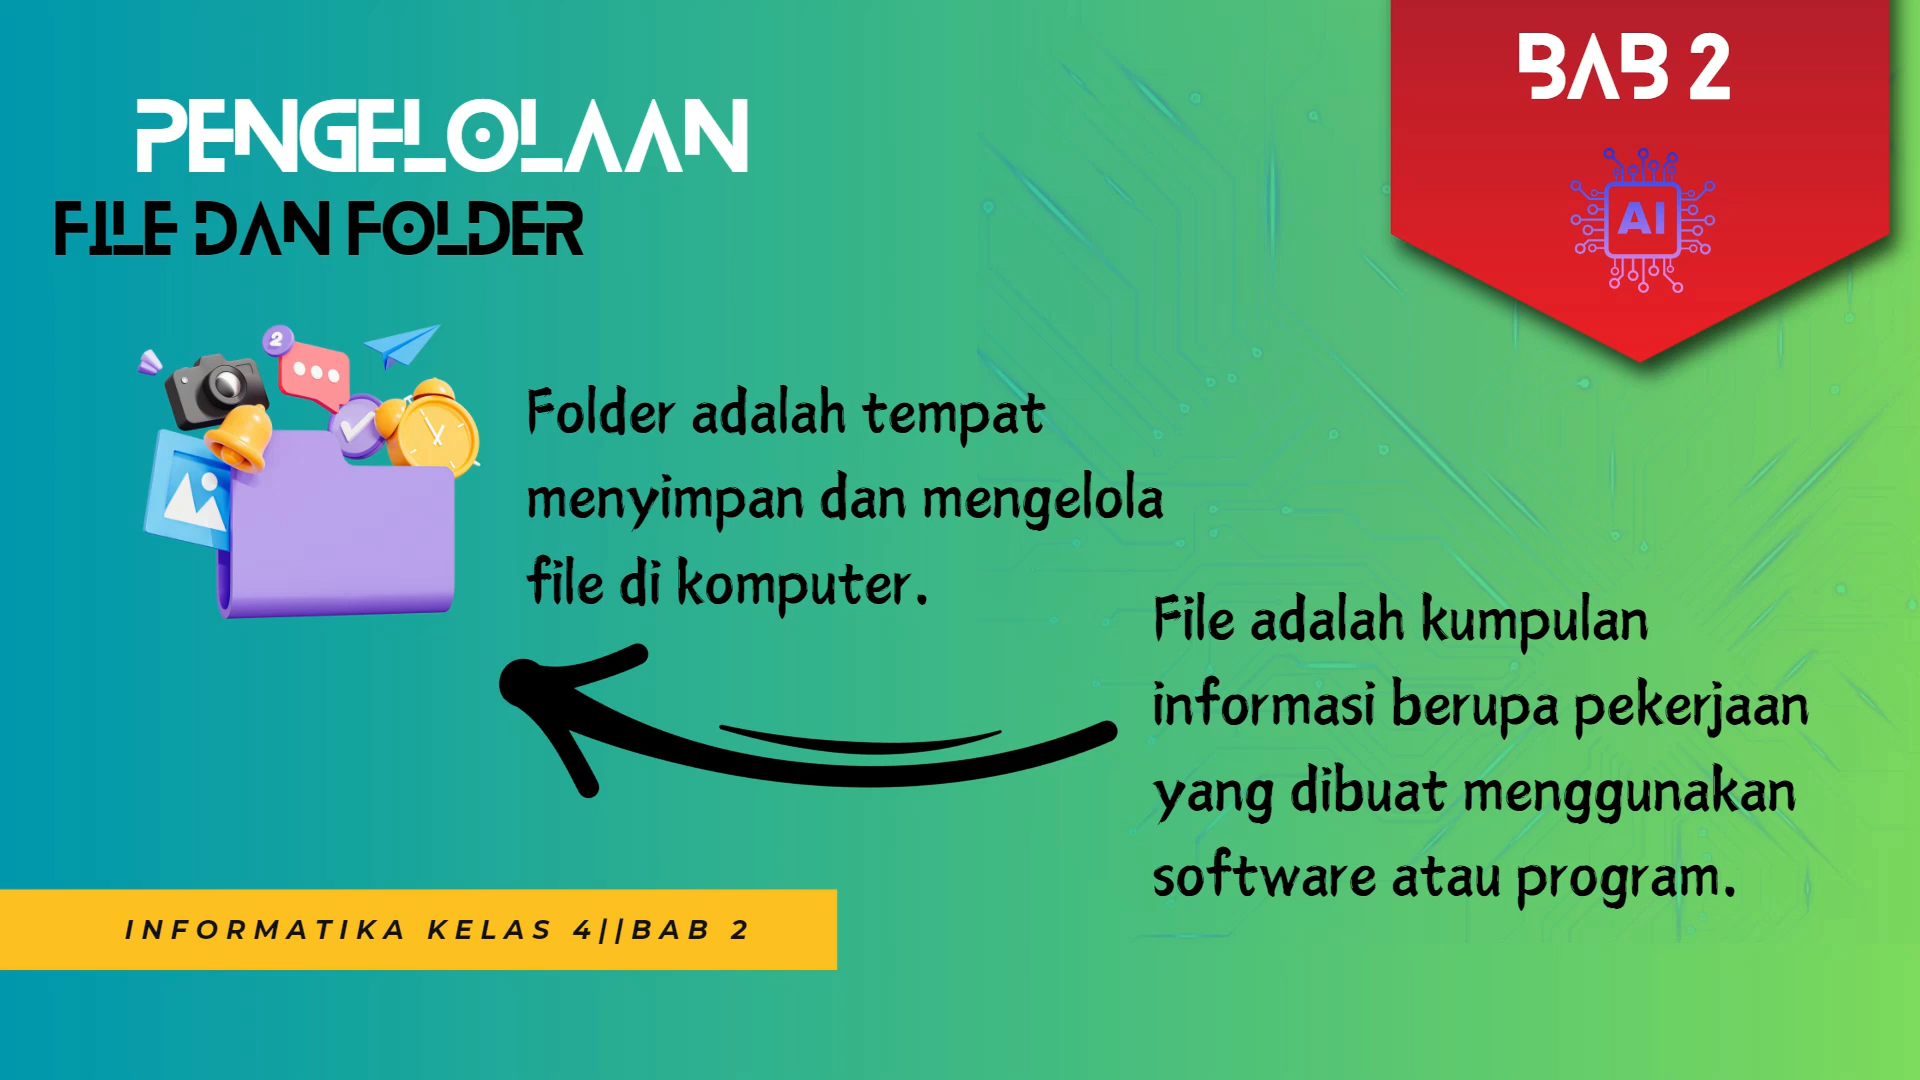 BAB 2
AI
PENGELOLAAN
FILE DAN FOLDER
2
Folder adalah tempat
menyimpan dan mengelola
file di komputer.
File adalah kumpulan
informasi berupa pekerjaan
yang dibuat menggunakan
software atau program.
INFORMATIKA KELAS 4||BAB 2